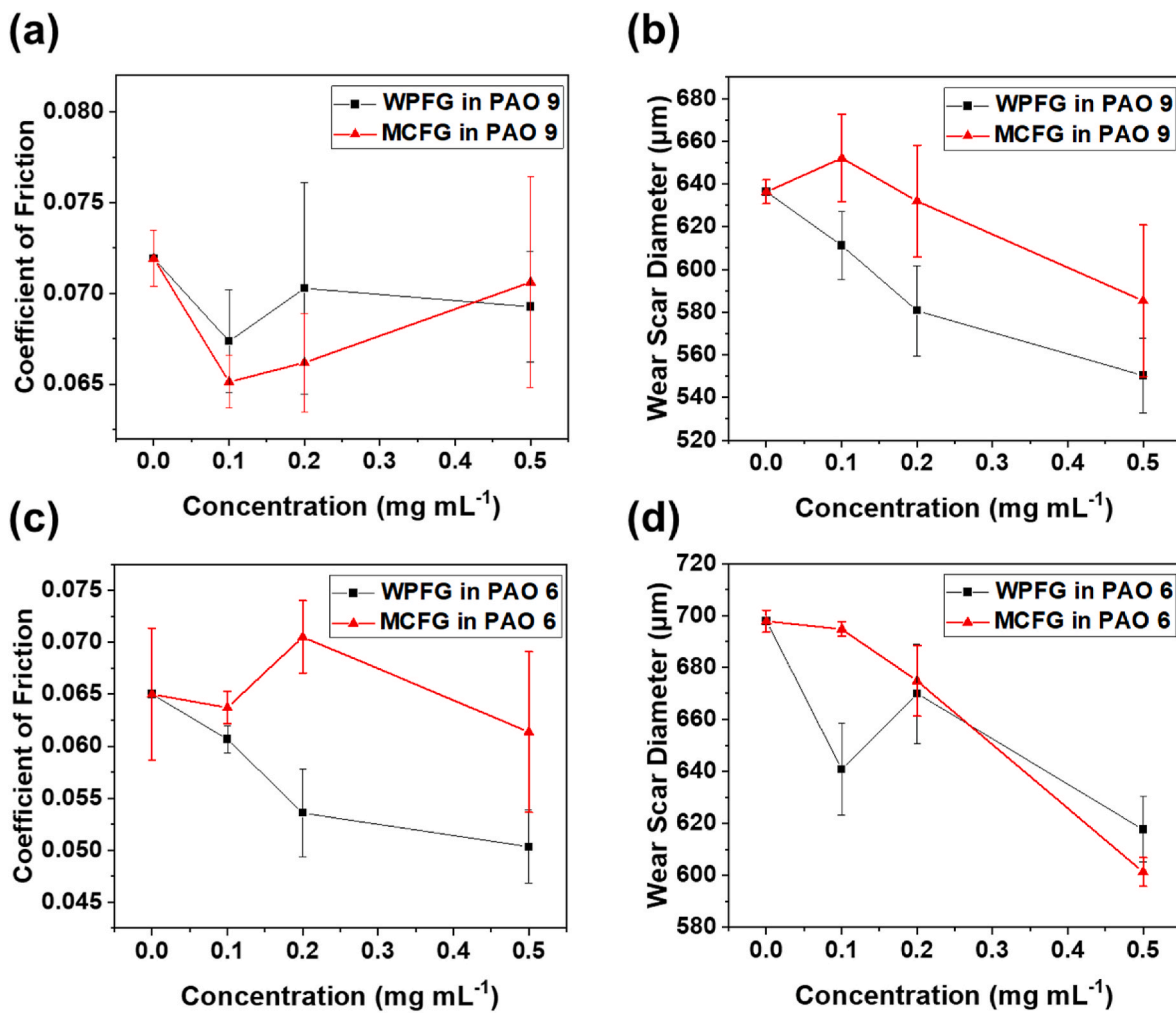 (a)
WPFG in PAO 9
MCFG in PAO 9
0.080
0.075
0.070
0.065
Coefficient of Friction
0.0 0.1 0.2 0.3 0.4 0.5
Concentration (mg mL⁻¹)
(b)
WPFG in PAO 9
MCFG in PAO 9
680
660
640
620
600
580
560
540
520
Wear Scar Diameter (μm)
0.0 0.1 0.2 0.3 0.4 0.5
Concentration (mg mL⁻¹)
(c)
WPFG in PAO 6
MCFG in PAO 6
0.075
0.070
0.065
0.060
0.055
0.050
0.045
Coefficient of Friction
0.0 0.1 0.2 0.3 0.4 0.5
Concentration (mg mL⁻¹)
(d)
WPFG in PAO 6
MCFG in PAO 6
720
700
680
660
640
620
600
580
Wear Scar Diameter (μm)
0.0 0.1 0.2 0.3 0.4 0.5
Concentration (mg mL⁻¹)